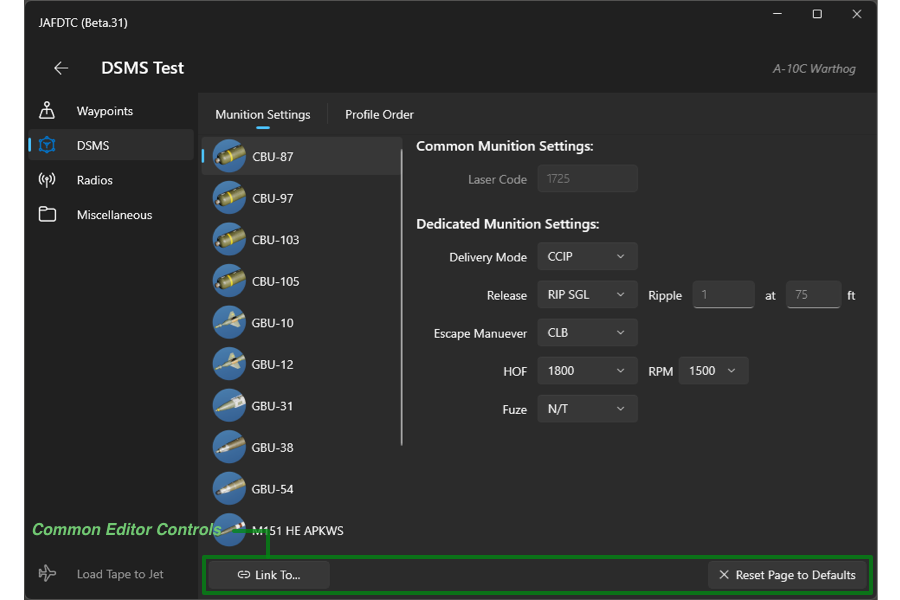 JAFDTC (Beta.31)
DSMS Test
A-10C Warthog
Waypoints
DSMS
Radios
Miscellaneous
Munition Settings
Profile Order
CBU-87
CBU-97
CBU-103
CBU-105
GBU-10
GBU-12
GBU-31
GBU-38
GBU-54
M151 HE APKWS
Common Munition Settings:
Laser Code 1725
Dedicated Munition Settings:
Delivery Mode CCIP
Release RIP SGL Ripple 1 at 75 ft
Escape Manuever CLB
HOF 1800 RPM 1500
Fuze N/T
Common Editor Controls
Load Tape to Jet
Link To...
Reset Page to Defaults